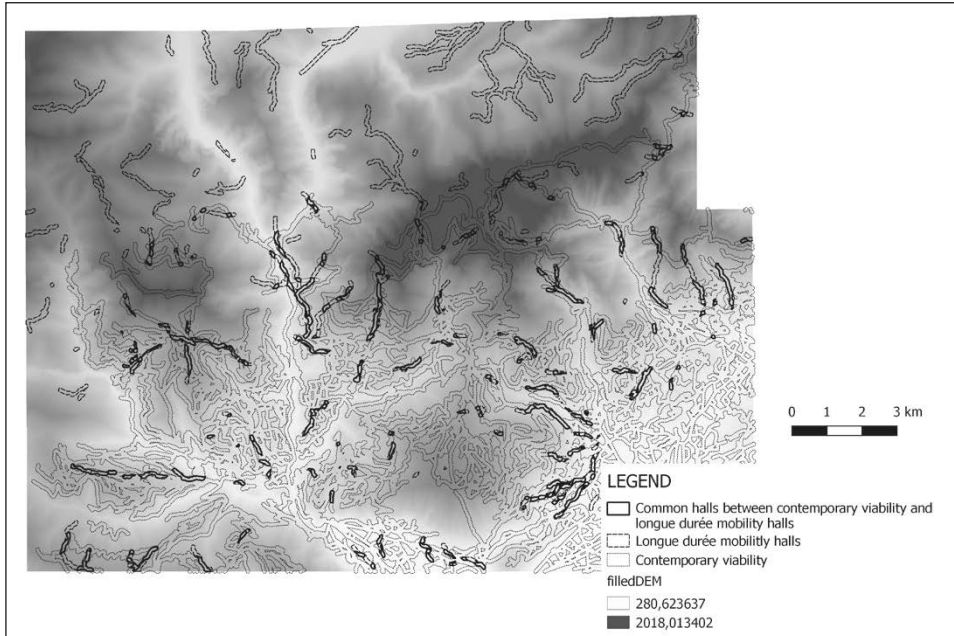 0 1 2 3 km
LEGEND
Common halls between contemporary viability and
longue durée mobility halls
Longue durée mobility halls
Contemporary viability
filledDEM
280,623637
2018,013402